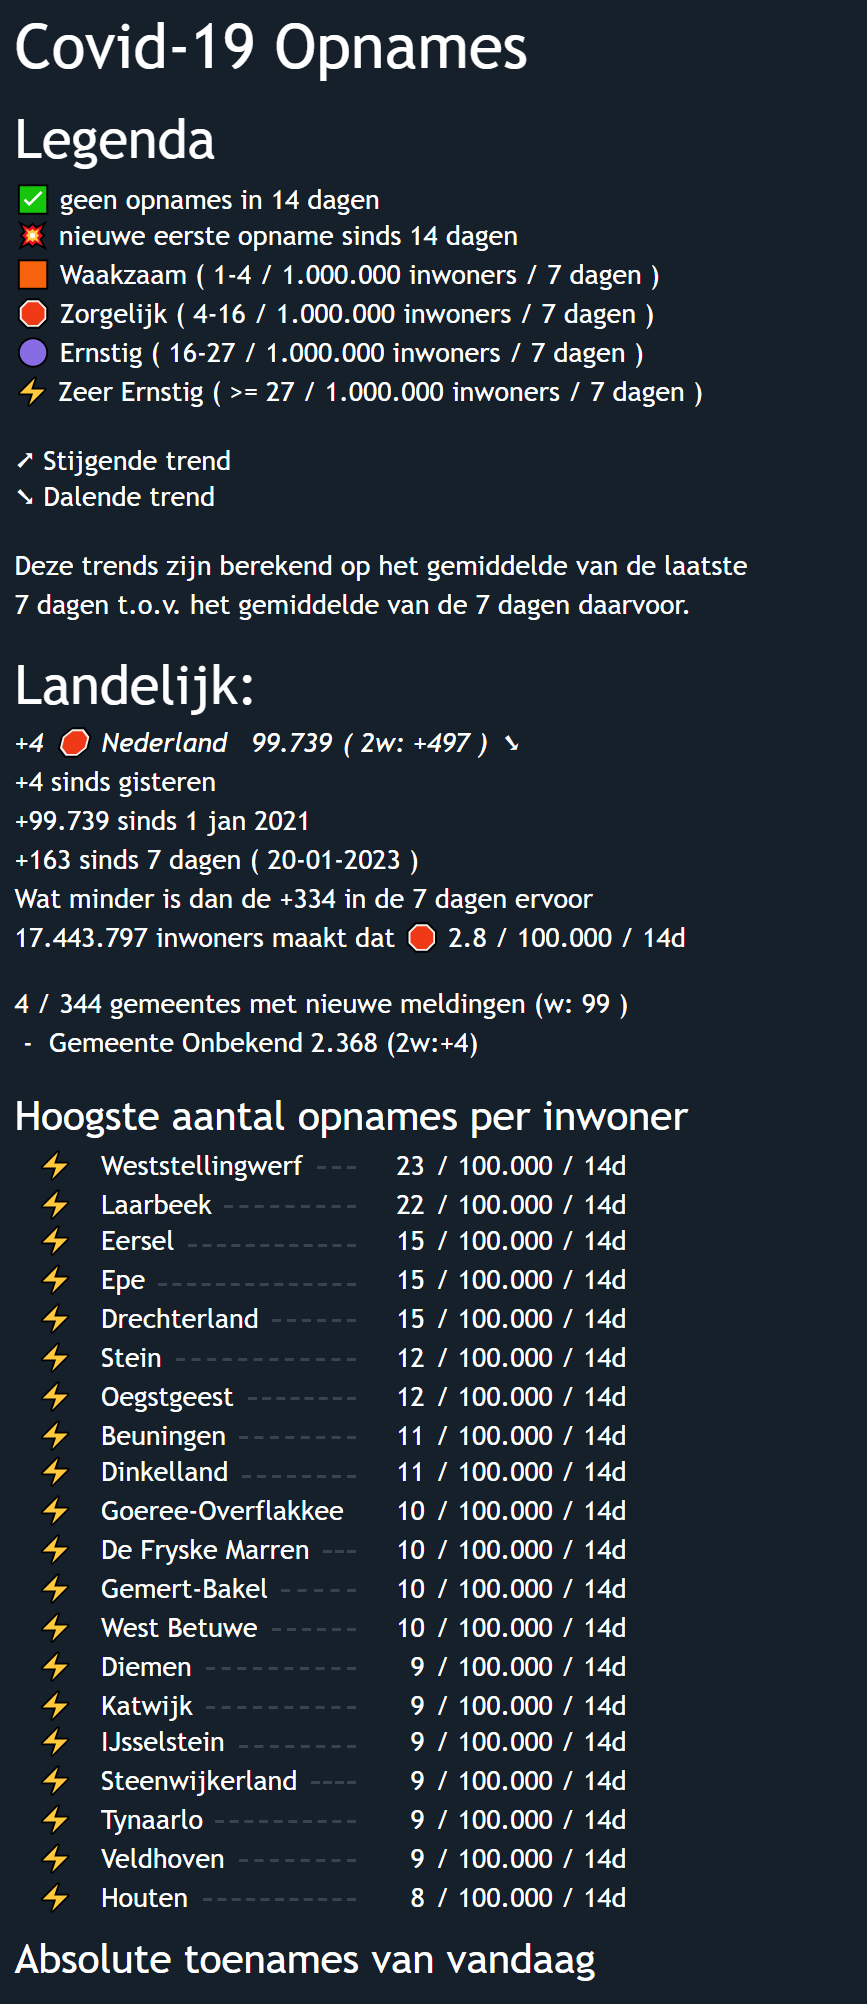 Covid-19 Opnames
Legenda
✅ geen opnames in 14 dagen
💥 nieuwe eerste opname sinds 14 dagen
🟧 Waakzaam ( 1-4 / 1.000.000 inwoners / 7 dagen )
🛑 Zorgelijk ( 4-16 / 1.000.000 inwoners / 7 dagen )
🟣 Ernstig ( 16-27 / 1.000.000 inwoners / 7 dagen )
⚡ Zeer Ernstig ( >= 27 / 1.000.000 inwoners / 7 dagen )
➚ Stijgende trend
➘ Dalende trend
Deze trends zijn berekend op het gemiddelde van de laatste
7 dagen t.o.v. het gemiddelde van de 7 dagen daarvoor.
Landelijk:
+4 🛑 Nederland 99.739 ( 2w: +497 ) ➘
+4 sinds gisteren
+99.739 sinds 1 jan 2021
+163 sinds 7 dagen ( 20-01-2023 )
Wat minder is dan de +334 in de 7 dagen ervoor
17.443.797 inwoners maakt dat 🛑 2.8 / 100.000 / 14d
4 / 344 gemeentes met nieuwe meldingen (w: 99 )
- Gemeente Onbekend 2.368 (2w:+4)
Hoogste aantal opnames per inwoner
⚡ Weststellingwerf --- 23 / 100.000 / 14d
⚡ Laarbeek --------- 22 / 100.000 / 14d
⚡ Eersel ----------- 15 / 100.000 / 14d
⚡ Epe ------------- 15 / 100.000 / 14d
⚡ Drechterland ------ 15 / 100.000 / 14d
⚡ Stein ------------ 12 / 100.000 / 14d
⚡ Oegstgeest ------- 12 / 100.000 / 14d
⚡ Beuningen -------- 11 / 100.000 / 14d
⚡ Dinkelland -------- 11 / 100.000 / 14d
⚡ Goeree-Overflakkee 10 / 100.000 / 14d
⚡ De Fryske Marren --- 10 / 100.000 / 14d
⚡ Gemert-Bakel ----- 10 / 100.000 / 14d
⚡ West Betuwe ------ 10 / 100.000 / 14d
⚡ Diemen ---------- 9 / 100.000 / 14d
⚡ Katwijk ---------- 9 / 100.000 / 14d
⚡ IJsselstein -------- 9 / 100.000 / 14d
⚡ Steenwijkerland ---- 9 / 100.000 / 14d
⚡ Tynaarlo ---------- 9 / 100.000 / 14d
⚡ Veldhoven -------- 9 / 100.000 / 14d
⚡ Houten ----------- 8 / 100.000 / 14d
Absolute toenames van vandaag